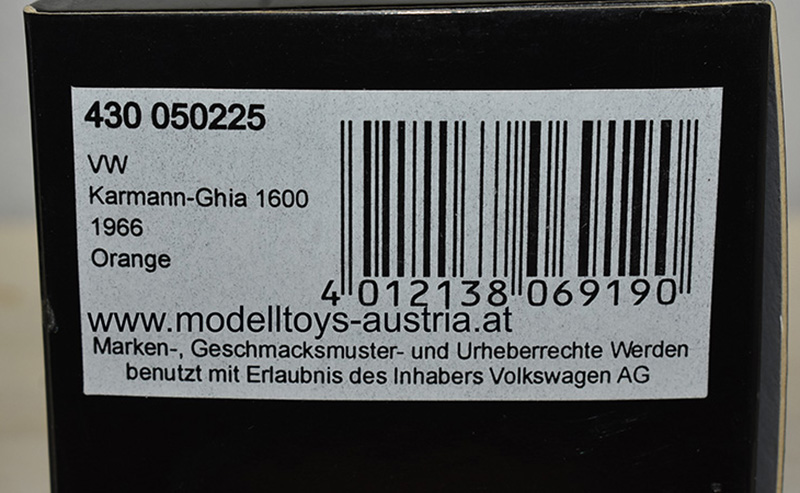 430 050225
VW
Karmann-Ghia 1600
1966
Orange
4 012138 069190
www.modelltoys-austria.at
Marken-, Geschmacksmuster- und Urheberrechte Werden
benutzt mit Erlaubnis des Inhabers Volkswagen AG